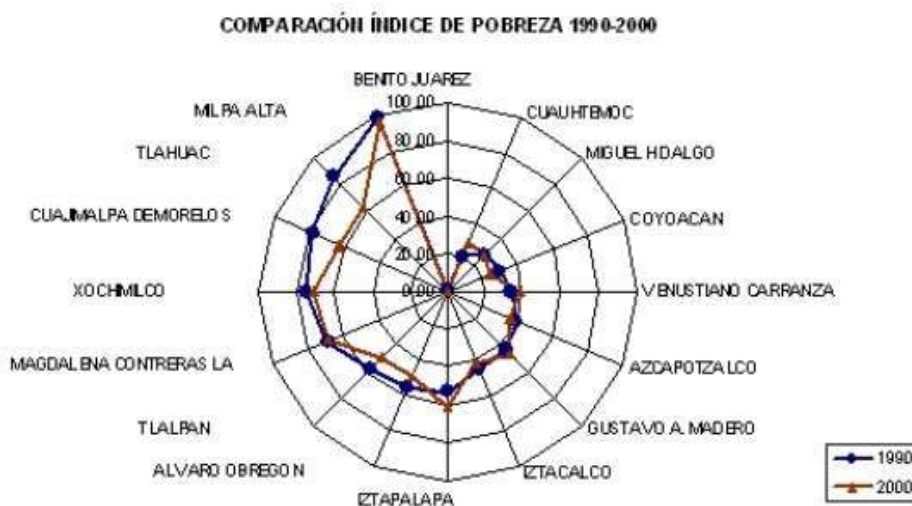 COMPARACIÓN ÍNDICE DE POBREZA 1990-2000
BENITO JUAREZ
MILPA ALTA
100.00
CUAUHTEMOC
80.00
TLAHUAC
MIGUEL HIDALGO
60.00
CUAJIMALPA DE MORELOS
40.00
COYOACAN
20.00
XOCHIMILCO
0.00
VENUSTIANO CARRANZA
MAGDALENA CONTRERAS LA
AZCAPOTZALCO
TLALPAN
GUSTAVO A. MADERO
ALVARO OBREGON
IZTACALCO
IZTAPALAPA
1990
2000